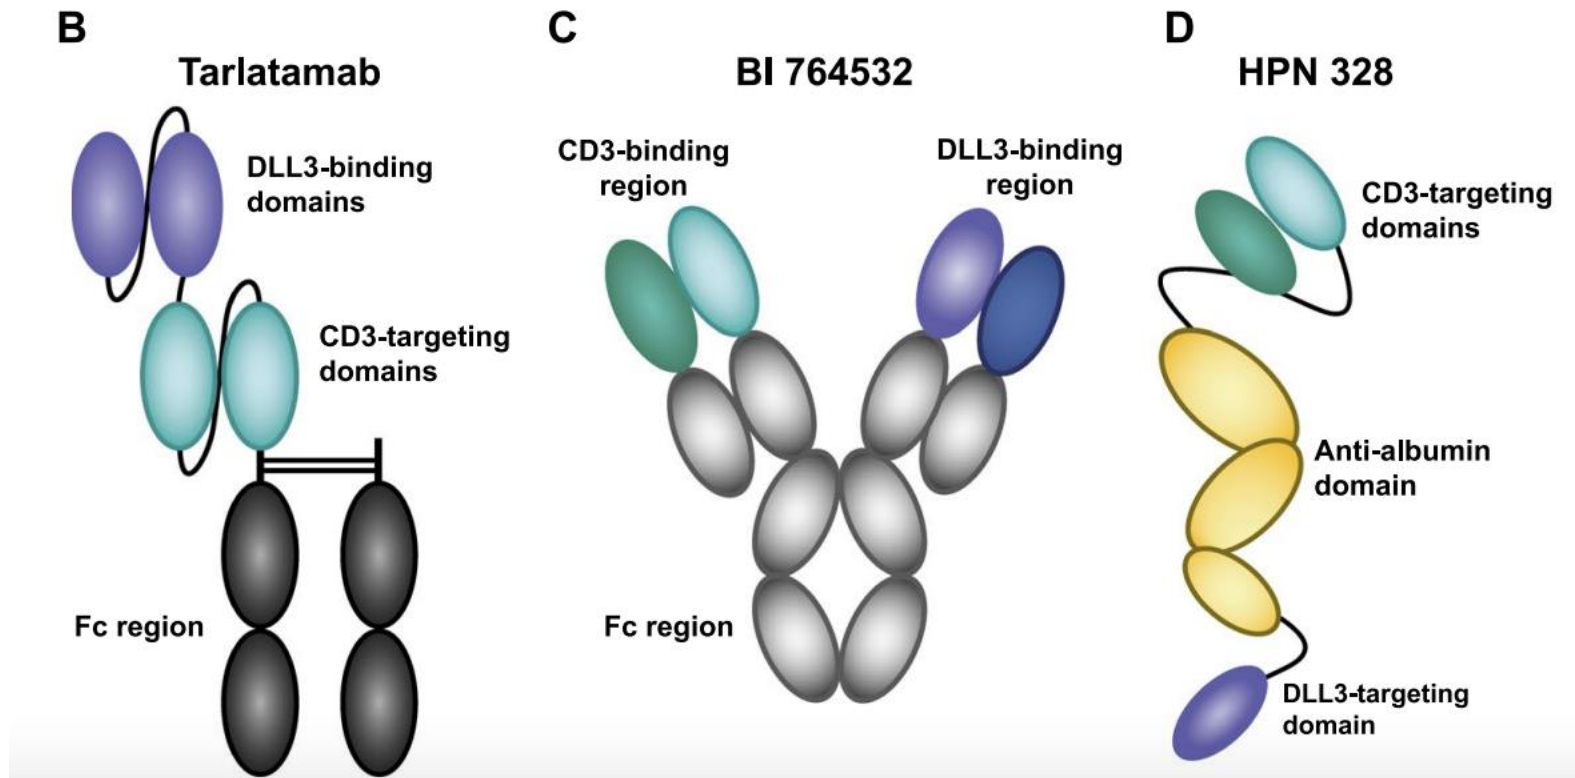 B
Tarlatamab
DLL3-binding
domains
CD3-targeting
domains
Fc region
C
BI 764532
CD3-binding
region
DLL3-binding
region
Fc region
D
HPN 328
CD3-targeting
domains
Anti-albumin
domain
DLL3-targeting
domain